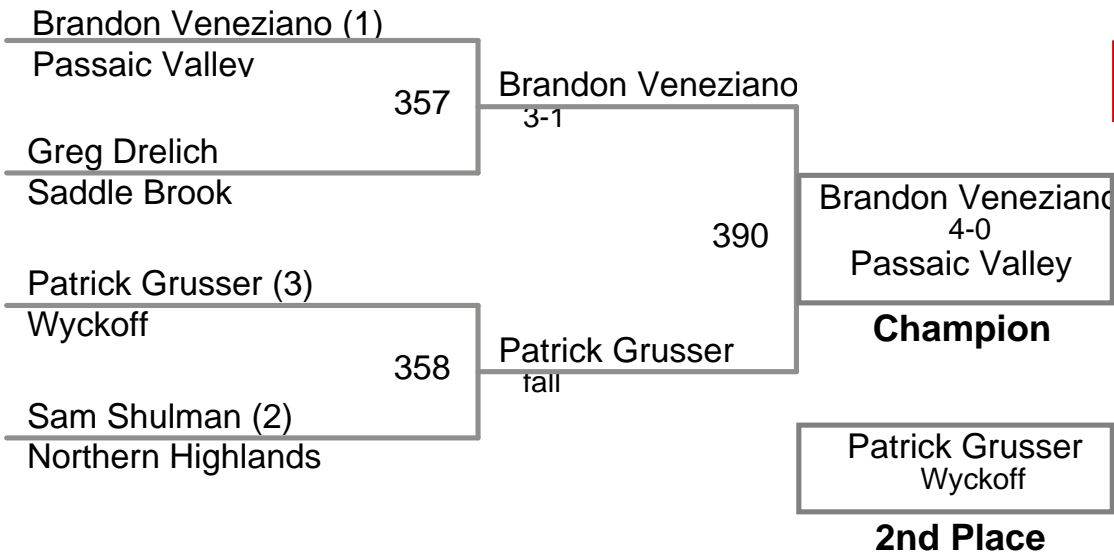 Brandon Veneziano (1)
Passaic Valley
357
Greg Drelich
Saddle Brook
Patrick Grusser (3)
Wyckoff
358
Sam Shulman (2)
Northern Highlands
Brandon Veneziano
3-1
390
Patrick Grusser
fall
Brandon Veneziano
4-0
Passaic Valley
Champion
Patrick Grusser
Wyckoff
2nd Place